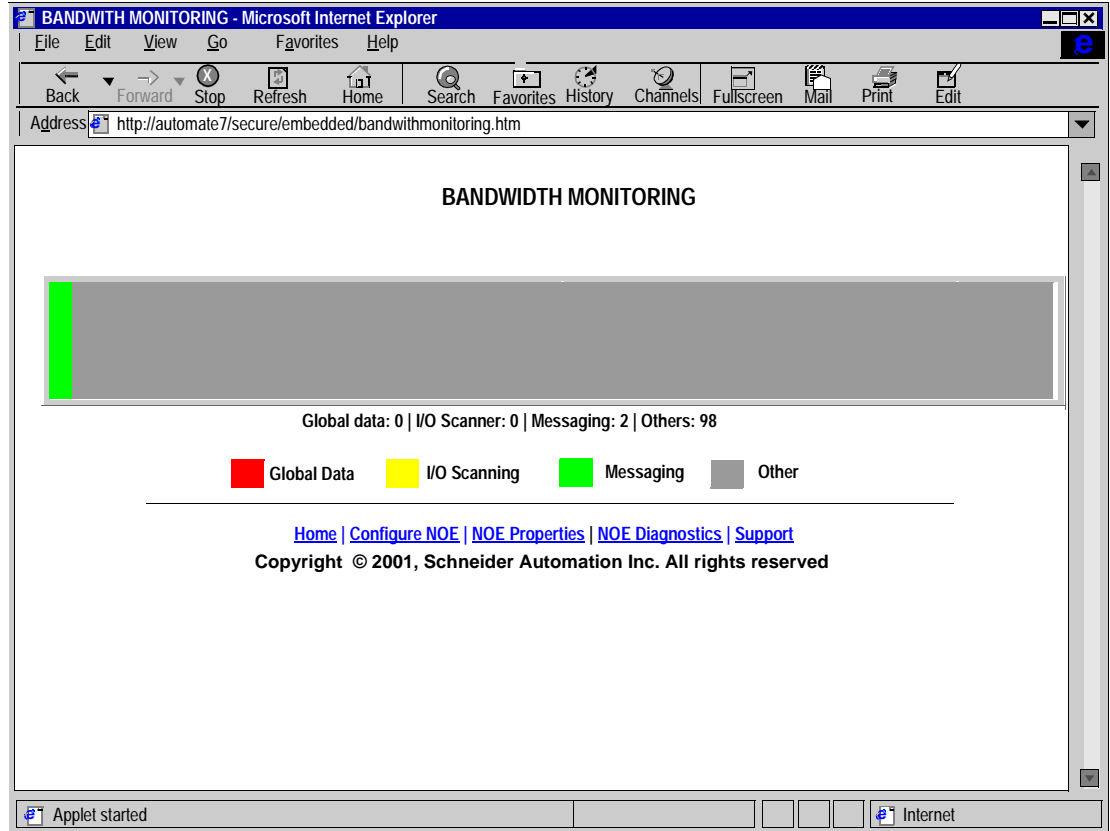 BANDWITH MONITORING - Microsoft Internet Explorer
File Edit View Go Favorites Help
Back Forward Stop Refresh Home Search Favorites History Channels Fullscreen Mail Print Edit
Address http://automate7/secure/embedded/bandwithmonitoring.htm
BANDWIDTH MONITORING
Global data: 0 | I/O Scanner: 0 | Messaging: 2 | Others: 98
Global Data I/O Scanning Messaging Other
Home | Configure NOE | NOE Properties | NOE Diagnostics | Support
Copyright © 2001, Schneider Automation Inc. All rights reserved
Applet started Internet